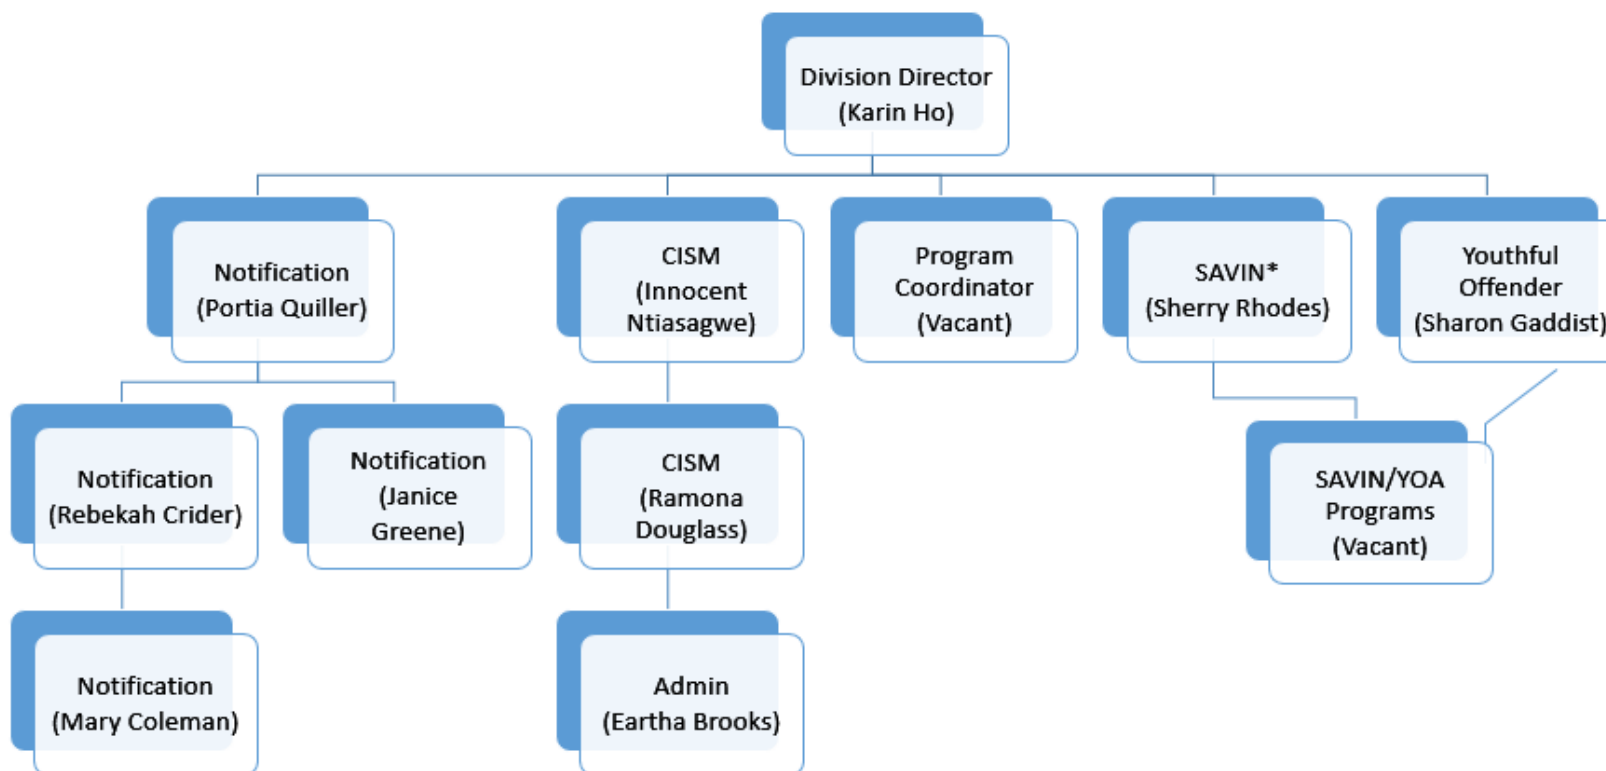 Division Director
(Karin Ho)
Notification
(Portia Quiller)
CISM
(Innocent
Ntiasagwe)
Program
Coordinator
(Vacant)
SAVIN*
(Sherry Rhodes)
Youthful
Offender
(Sharon Gaddist)
Notification
(Rebekah Crider)
Notification
(Janice
Greene)
CISM
(Ramona
Douglass)
SAVIN/YOA
Programs
(Vacant)
Notification
(Mary Coleman)
Admin
(Eartha Brooks)